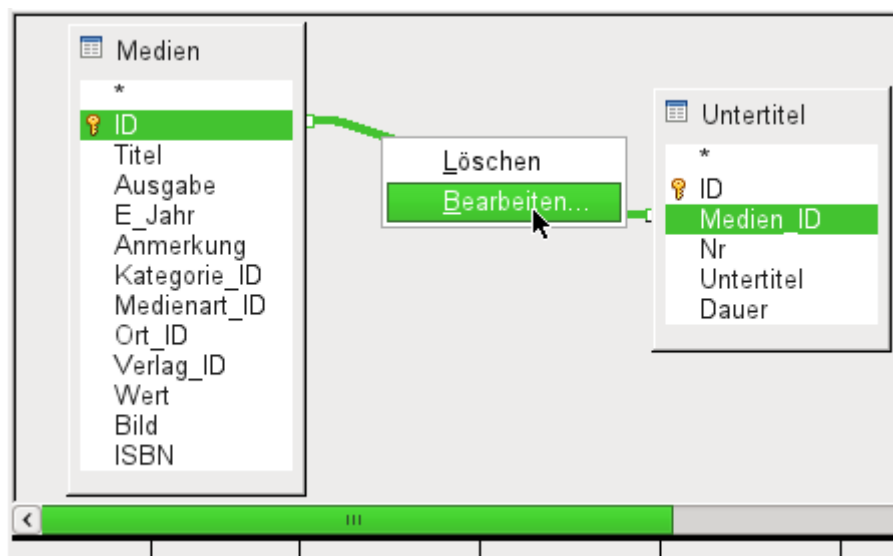 Medien
*
ID
Titel
Ausgabe
E_Jahr
Anmerkung
Kategorie_ID
Medienart_ID
Ort_ID
Verlag_ID
Wert
Bild
ISBN
Löschen
Bearbeiten...
Untertitel
*
ID
Medien_ID
Nr
Untertitel
Dauer